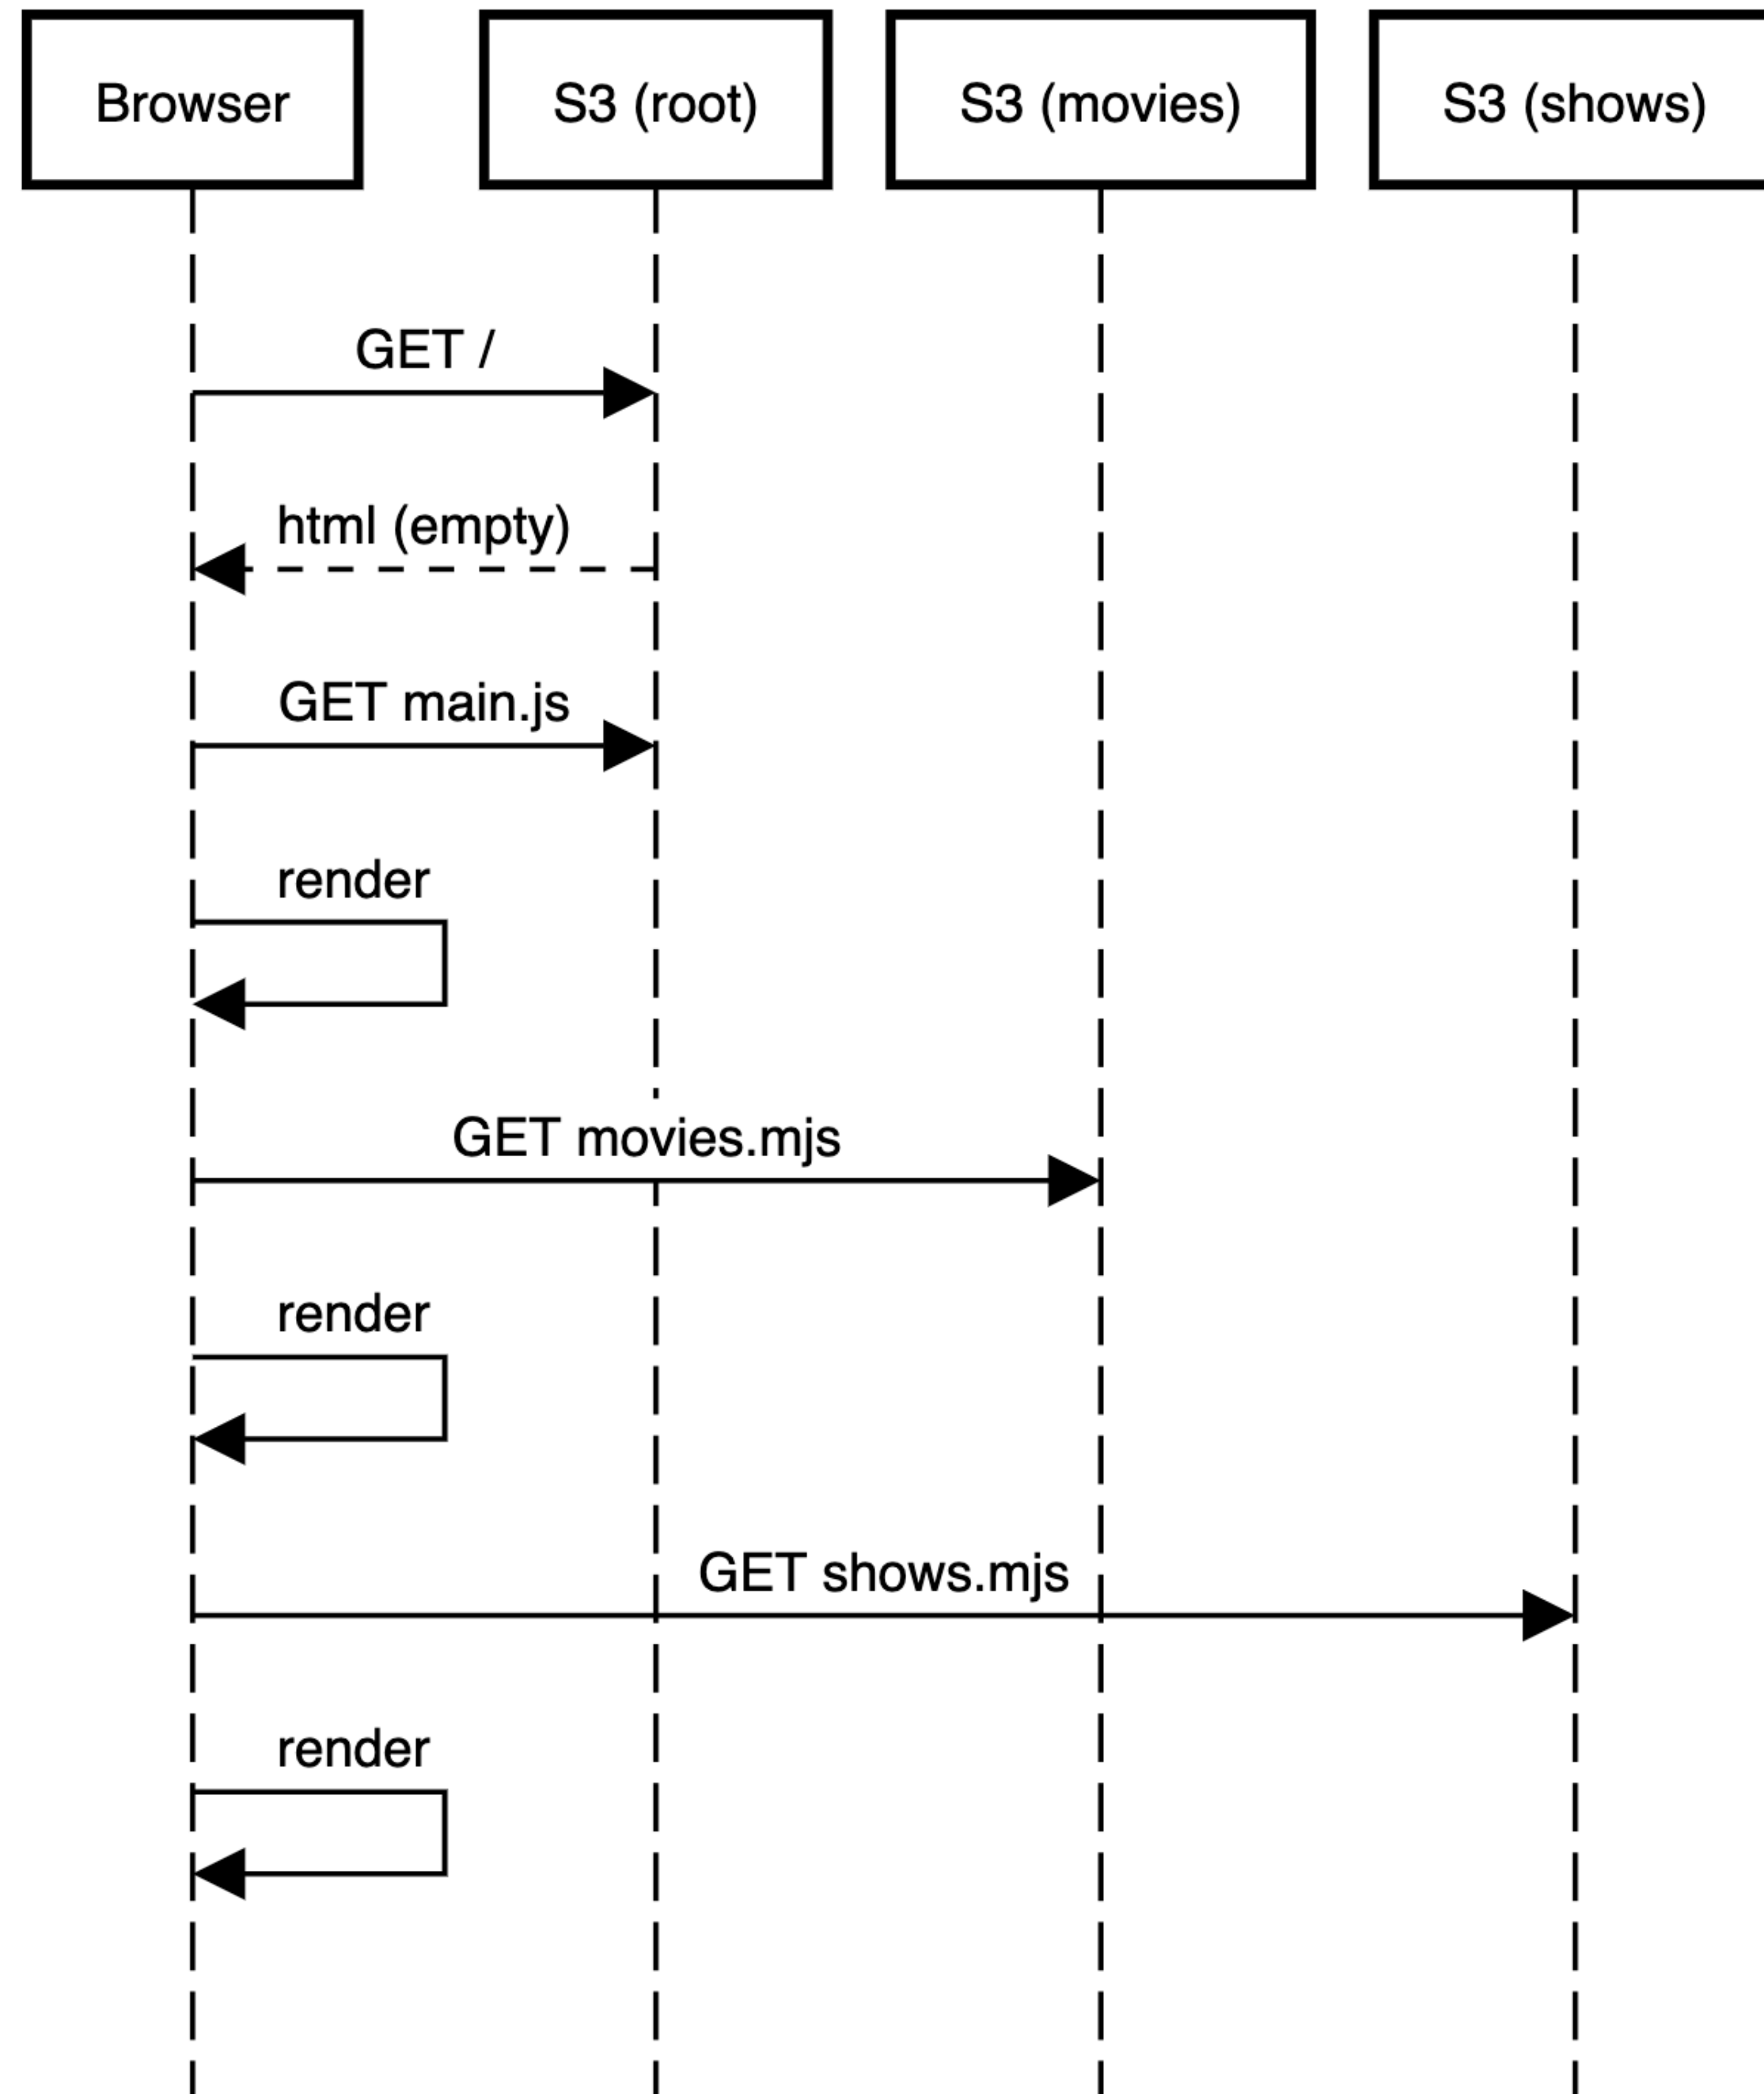 Browser
S3 (root)
S3 (movies)
S3 (shows)
GET /
html (empty)
GET main.js
render
GET movies.mjs
render
GET shows.mjs
render